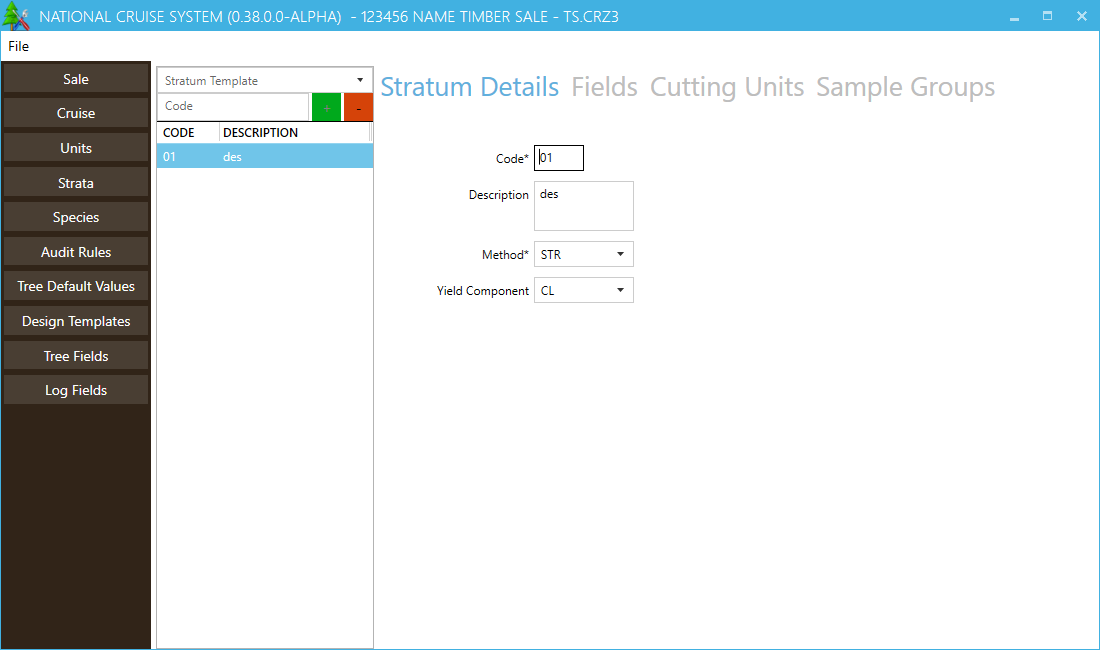 NATIONAL CRUISE SYSTEM (0.38.0.0-ALPHA) - 123456 NAME TIMBER SALE - TS.CRZ3
File
Sale
Cruise
Units
Strata
Species
Audit Rules
Tree Default Values
Design Templates
Tree Fields
Log Fields
Stratum Template
Code
+ -
CODE DESCRIPTION
01 des
Stratum Details Fields Cutting Units Sample Groups
Code* 01
Description des
Method* STR
Yield Component CL